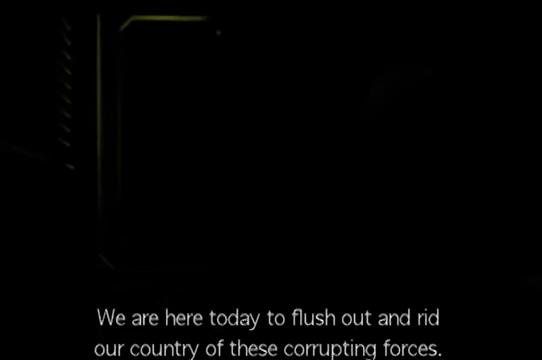 We are here today to flush out and rid
our country of these corrupting forces.